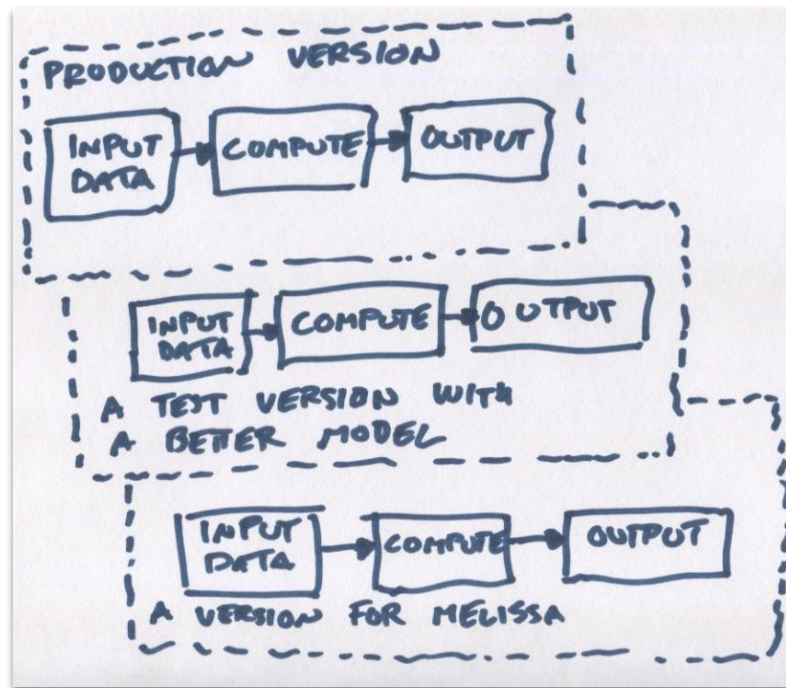 PRODUCTION VERSION
INPUT
DATA
COMPUTE
OUTPUT
INPUT
DATA
COMPUTE
OUTPUT
A TEST VERSION WITH
A BETTER MODEL
INPUT
DATA
COMPUTE
OUTPUT
A VERSION FOR MELISSA